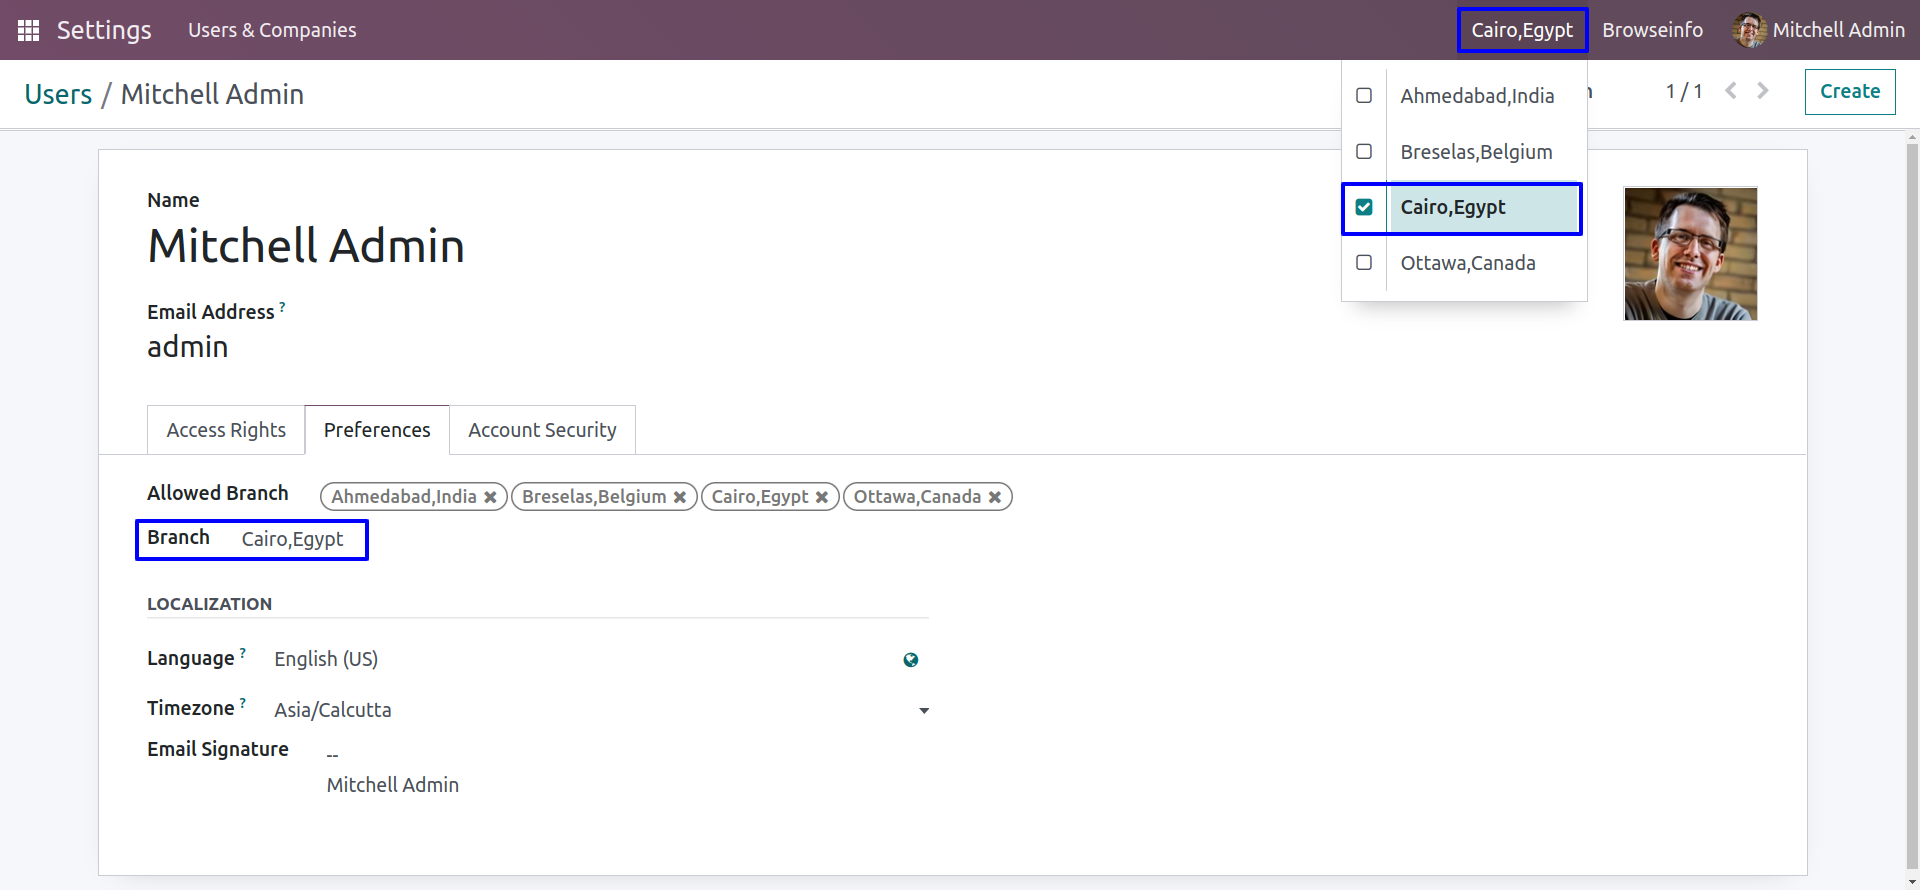 Settings Users & Companies Cairo,Egypt Browseinfo Mitchell Admin
Users / Mitchell Admin 1 / 1 Create
Ahmedabad,India
Breselas,Belgium
Cairo,Egypt
Ottawa,Canada
Name
Mitchell Admin
Email Address ?
admin
Access Rights Preferences Account Security
Allowed Branch Ahmedabad,India ✖ Breselas,Belgium ✖ Cairo,Egypt ✖ Ottawa,Canada ✖
Branch Cairo,Egypt
LOCALIZATION
Language ? English (US)
Timezone ? Asia/Calcutta
Email Signature --
Mitchell Admin